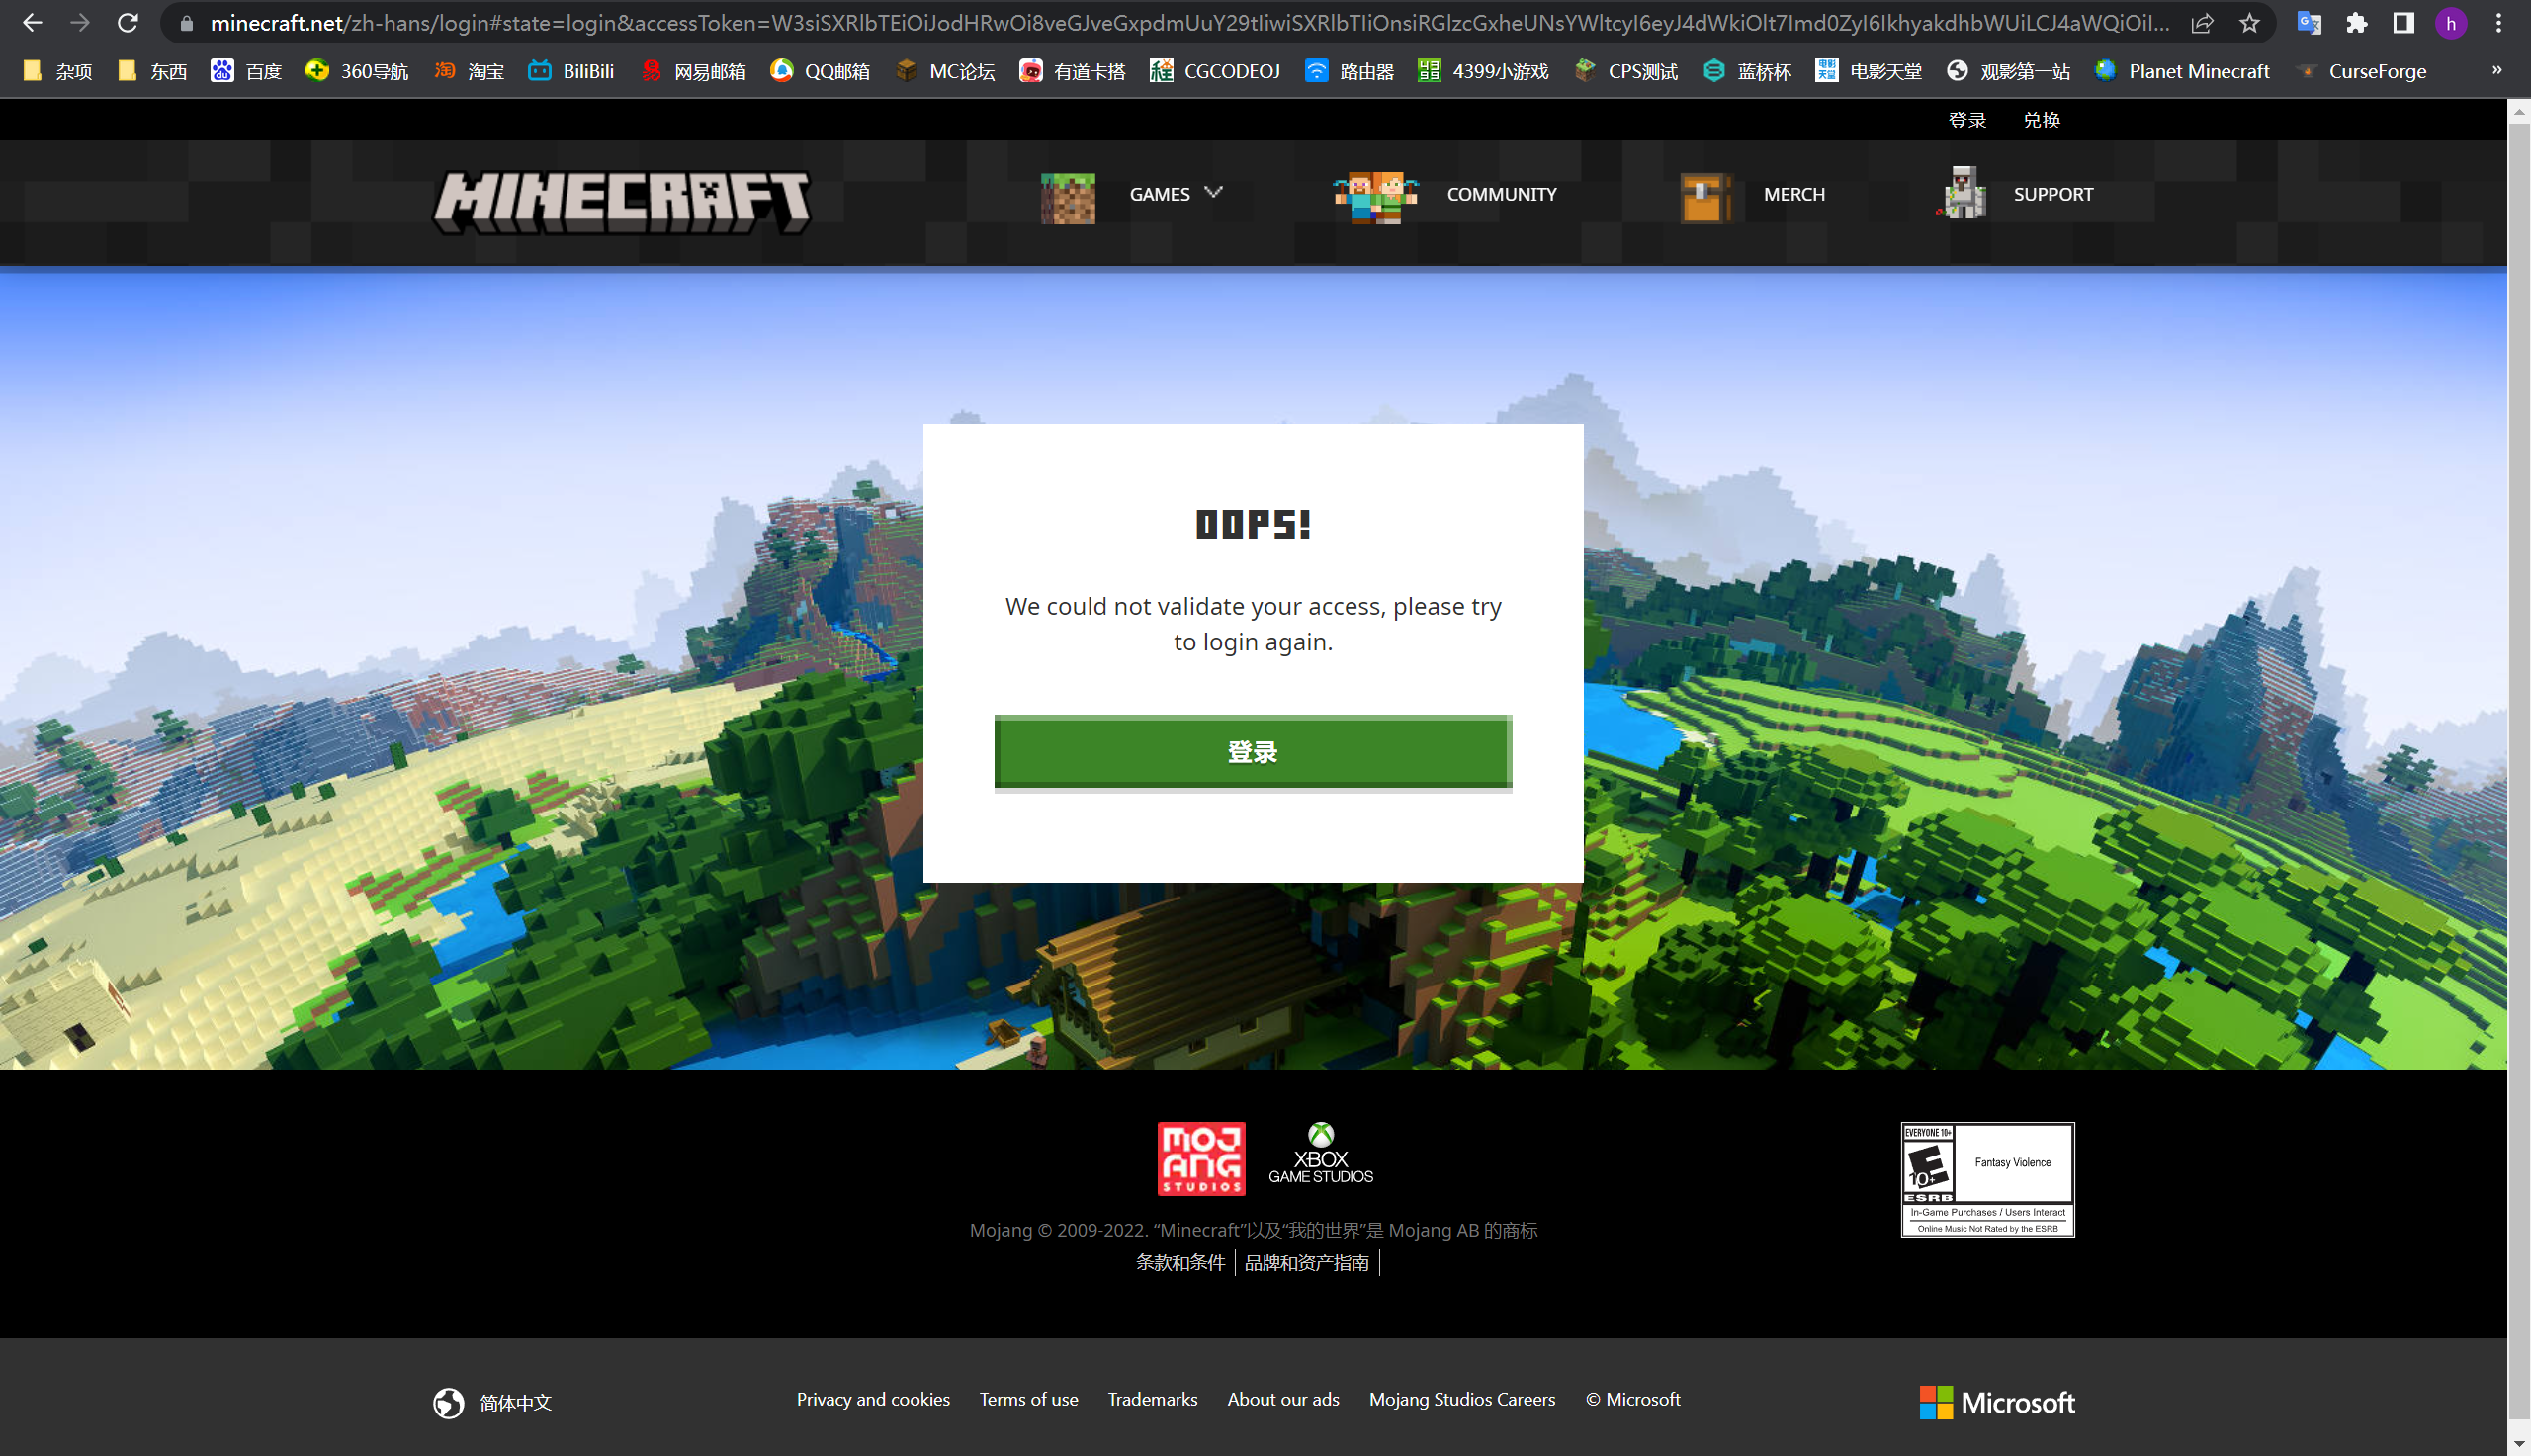 minecraft.net/zh-hans/login#state=login&accessToken=W3siSXRlbTEiOiJodHRwOi8veGJveGxpdmUuY29tIiwiSXRlbTIiOnsiRGlzcGxheUNsYWltcyI6eyJ4dWkiOlt7Imd0ZyI6IkhyakdhbWUiLCJ4aWQiOiI...
h
杂项 东西 百度 360导航 淘宝 BiliBili 网易邮箱 QQ邮箱 MC论坛 有道卡搭 CGCODEOJ 路由器 4399小游戏 CPS测试 蓝桥杯 电影天堂 观影第一站 Planet Minecraft CurseForge »
登录 兑换
MINECRAFT
GAMES COMMUNITY MERCH SUPPORT
OOPS!
We could not validate your access, please try
to login again.
登录
MOJANG STUDIOS
XBOX
GAME STUDIOS
EVERYONE 10+
E 10+
ESRB
Fantasy Violence
In-Game Purchases / Users Interact
Online Music Not Rated by the ESRB
Mojang © 2009-2022. “Minecraft”以及“我的世界”是 Mojang AB 的商标
条款和条件 品牌和资产指南
简体中文
Privacy and cookies Terms of use Trademarks About our ads Mojang Studios Careers © Microsoft
Microsoft